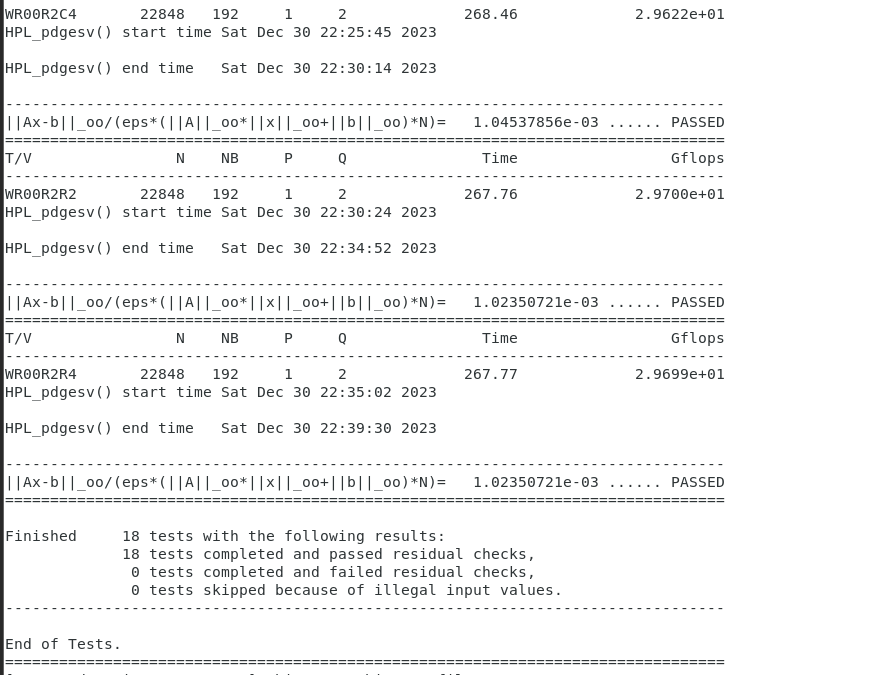 WR00R2C4       22848   192     1     2             268.46             2.9622e+01
HPL_pdgesv() start time Sat Dec 30 22:25:45 2023
HPL_pdgesv() end time   Sat Dec 30 22:30:14 2023
--------------------------------------------------------------------------------
||Ax-b||_oo/(eps*(||A||_oo*||x||_oo+||b||_oo)*N)=   1.04537856e-03 ...... PASSED
================================================================================
T/V                N    NB     P     Q               Time                 Gflops
--------------------------------------------------------------------------------
WR00R2R2       22848   192     1     2             267.76             2.9700e+01
HPL_pdgesv() start time Sat Dec 30 22:30:24 2023
HPL_pdgesv() end time   Sat Dec 30 22:34:52 2023
--------------------------------------------------------------------------------
||Ax-b||_oo/(eps*(||A||_oo*||x||_oo+||b||_oo)*N)=   1.02350721e-03 ...... PASSED
================================================================================
T/V                N    NB     P     Q               Time                 Gflops
--------------------------------------------------------------------------------
WR00R2R4       22848   192     1     2             267.77             2.9699e+01
HPL_pdgesv() start time Sat Dec 30 22:35:02 2023
HPL_pdgesv() end time   Sat Dec 30 22:39:30 2023
--------------------------------------------------------------------------------
||Ax-b||_oo/(eps*(||A||_oo*||x||_oo+||b||_oo)*N)=   1.02350721e-03 ...... PASSED
================================================================================
Finished     18 tests with the following results:
             18 tests completed and passed residual checks,
              0 tests completed and failed residual checks,
              0 tests skipped because of illegal input values.
--------------------------------------------------------------------------------
End of Tests.
================================================================================